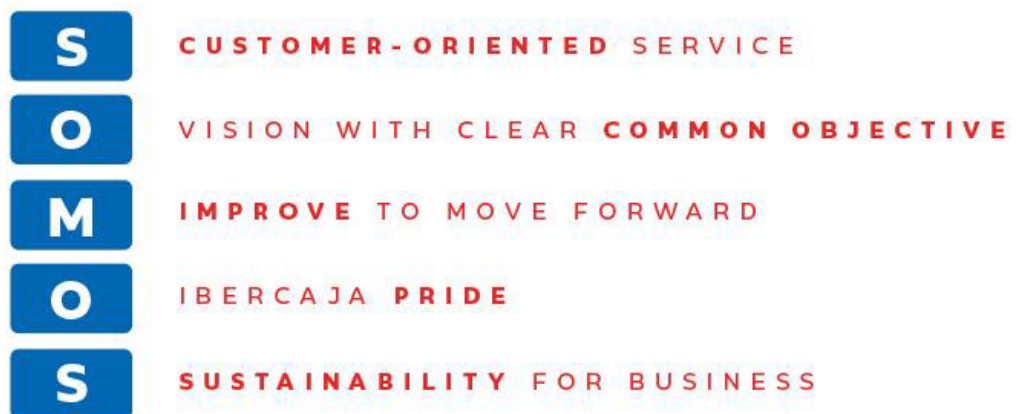 S CUSTOMER-ORIENTED SERVICE
O VISION WITH CLEAR COMMON OBJECTIVE
M IMPROVE TO MOVE FORWARD
O IBERCAJA PRIDE
S SUSTAINABILITY FOR BUSINESS